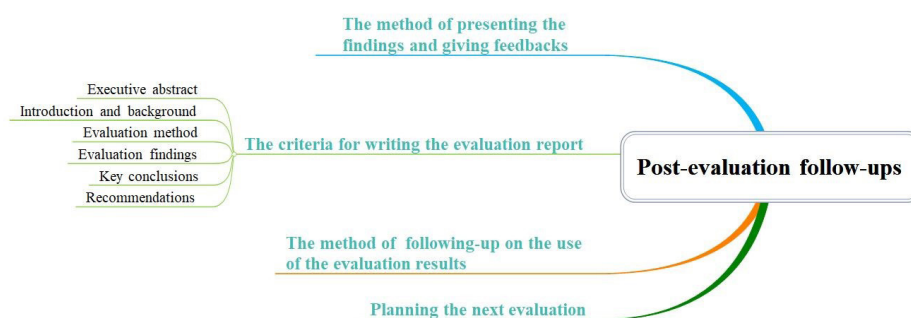 The method of presenting the
findings and giving feedbacks
Executive abstract
Introduction and background
Evaluation method
Evaluation findings
Key conclusions
Recommendations
The criteria for writing the evaluation report
Post-evaluation follow-ups
The method of following-up on the use
of the evaluation results
Planning the next evaluation